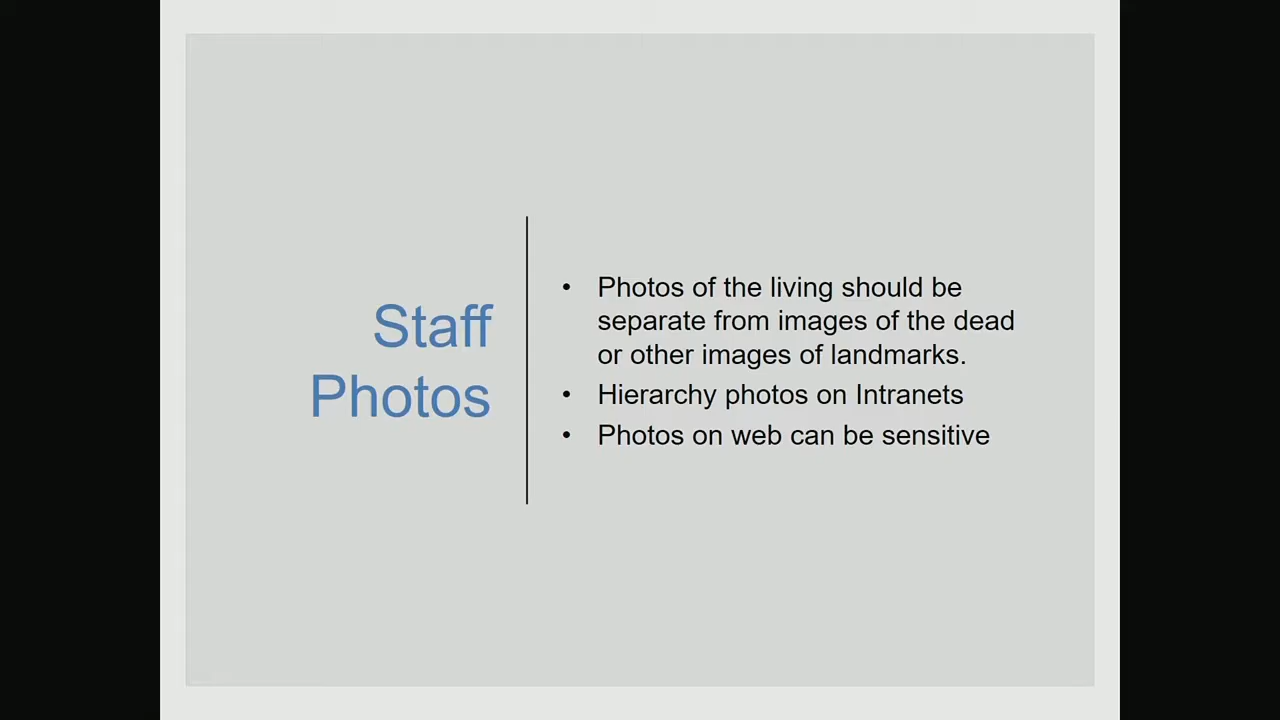 Staff
Photos
• Photos of the living should be
separate from images of the dead
or other images of landmarks.
• Hierarchy photos on Intranets
• Photos on web can be sensitive